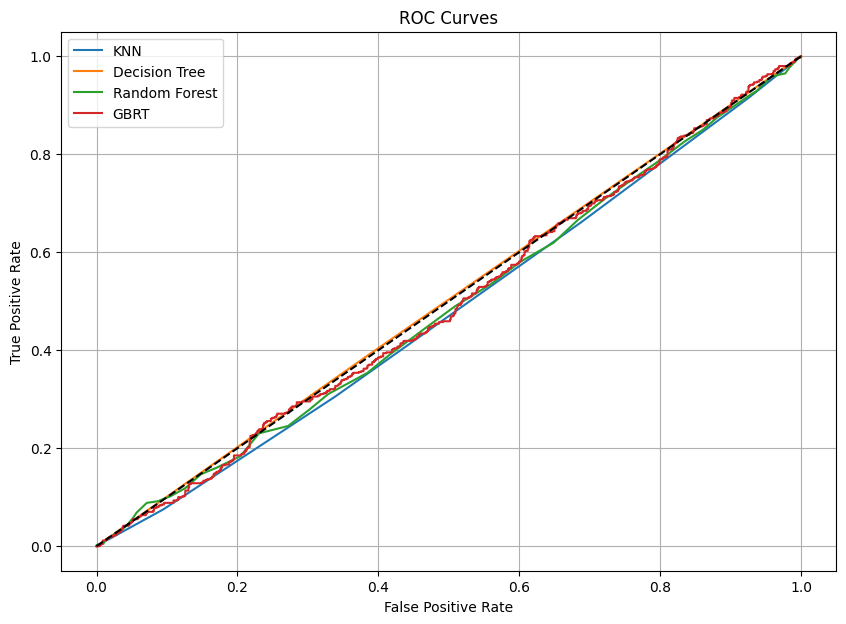 ROC Curves
KNN
Decision Tree
Random Forest
GBRT
True Positive Rate
1.0
0.8
0.6
0.4
0.2
0.0
0.0 0.2 0.4 0.6 0.8 1.0
False Positive Rate